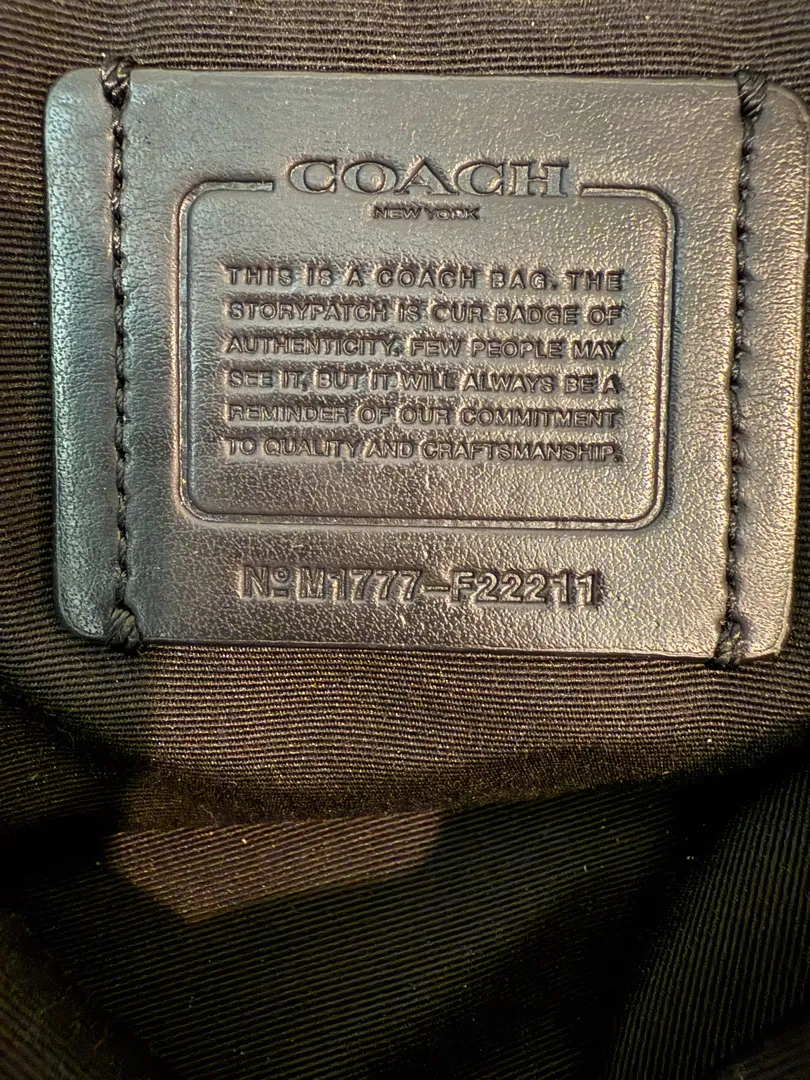 COACH
NEW YORK
THIS IS A COACH BAG. THE
STORYPATCH IS OUR BADGE OF
AUTHENTICITY. FEW PEOPLE MAY
SEE IT, BUT IT WILL ALWAYS BE A
REMINDER OF OUR COMMITMENT
TO QUALITY AND CRAFTSMANSHIP.
Nº M1777-F22211